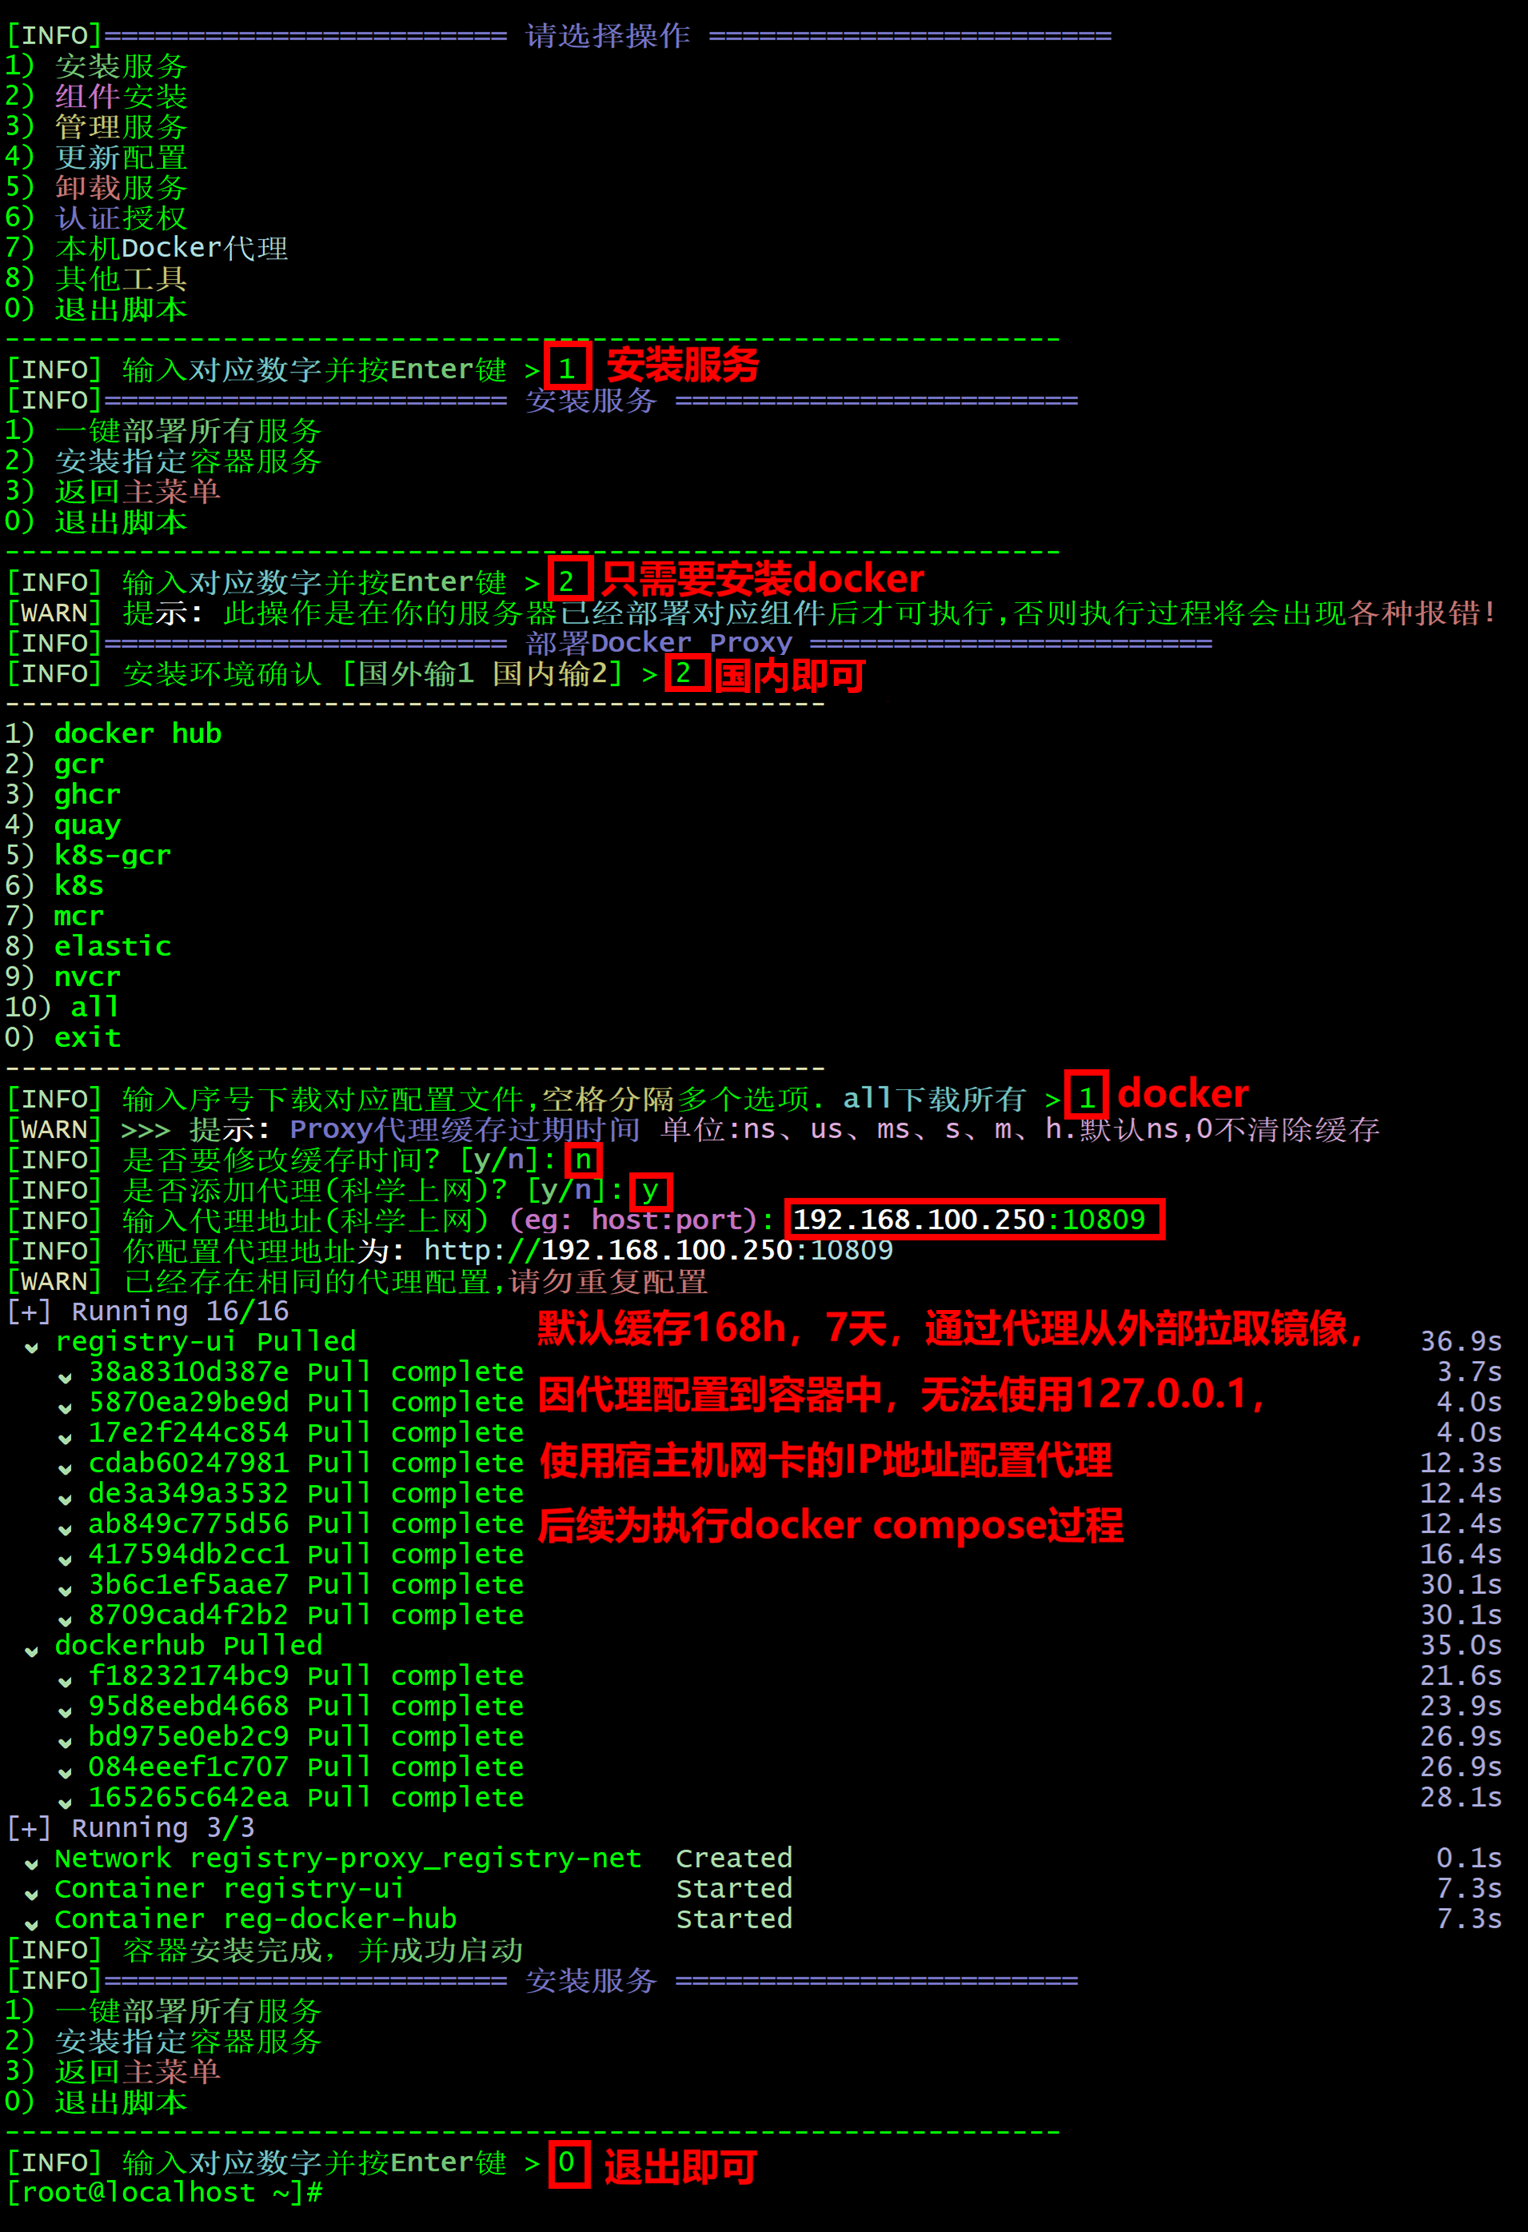 [INFO]======================== 请选择操作 ========================
1) 安装服务
2) 组件安装
3) 管理服务
4) 更新配置
5) 卸载服务
6) 认证授权
7) 本机Docker代理
8) 其他工具
0) 退出脚本
---------------------------------------------------------------
[INFO] 输入对应数字并按Enter键 >1 安装服务
[INFO]======================== 安装服务 ========================
1) 一键部署所有服务
2) 安装指定容器服务
3) 返回主菜单
0) 退出脚本
---------------------------------------------------------------
[INFO] 输入对应数字并按Enter键 >2 只需要安装docker
[WARN] 提示: 此操作是在你的服务器已经部署对应组件后才可执行,否则执行过程将会出现各种报错!
[INFO]======================== 部署Docker Proxy ========================
[INFO] 安装环境确认 [国外输1 国内输2] >2 国内即可
-------------------------------------------------
1) docker hub
2) gcr
3) ghcr
4) quay
5) k8s-gcr
6) k8s
7) mcr
8) elastic
9) nvcr
10) all
0) exit
-------------------------------------------------
[INFO] 输入序号下载对应配置文件,空格分隔多个选项. all下载所有 >1 docker
[WARN] >>> 提示: Proxy代理缓存过期时间 单位:ns、us、ms、s、m、h.默认ns,0不清除缓存
[INFO] 是否要修改缓存时间? [y/n]: n
[INFO] 是否添加代理(科学上网)? [y/n]: y
[INFO] 输入代理地址(科学上网) (eg: host:port): 192.168.100.250:10809
[INFO] 你配置代理地址为: http://192.168.100.250:10809
[WARN] 已经存在相同的代理配置,请勿重复配置
[+] Running 16/16
默认缓存168h，7天，通过代理从外部拉取镜像，
registry-ui Pulled 36.9s
38a8310d387e Pull complete 3.7s
因代理配置到容器中，无法使用127.0.0.1，
5870ea29be9d Pull complete 4.0s
17e2f244c854 Pull complete 4.0s
使用宿主机网卡的IP地址配置代理
cdab60247981 Pull complete 12.3s
de3a349a3532 Pull complete 12.4s
后续为执行docker compose过程
ab849c775d56 Pull complete 12.4s
417594db2cc1 Pull complete 16.4s
3b6c1ef5aae7 Pull complete 30.1s
8709cad4f2b2 Pull complete 30.1s
dockerhub Pulled 35.0s
f18232174bc9 Pull complete 21.6s
95d8eebd4668 Pull complete 23.9s
bd975e0eb2c9 Pull complete 26.9s
084eeef1c707 Pull complete 26.9s
165265c642ea Pull complete 28.1s
[+] Running 3/3
Network registry-proxy_registry-net Created 0.1s
Container registry-ui Started 7.3s
Container reg-docker-hub Started 7.3s
[INFO] 容器安装完成，并成功启动
[INFO]======================== 安装服务 ========================
1) 一键部署所有服务
2) 安装指定容器服务
3) 返回主菜单
0) 退出脚本
---------------------------------------------------------------
[INFO] 输入对应数字并按Enter键 >0 退出即可
[root@localhost ~]#